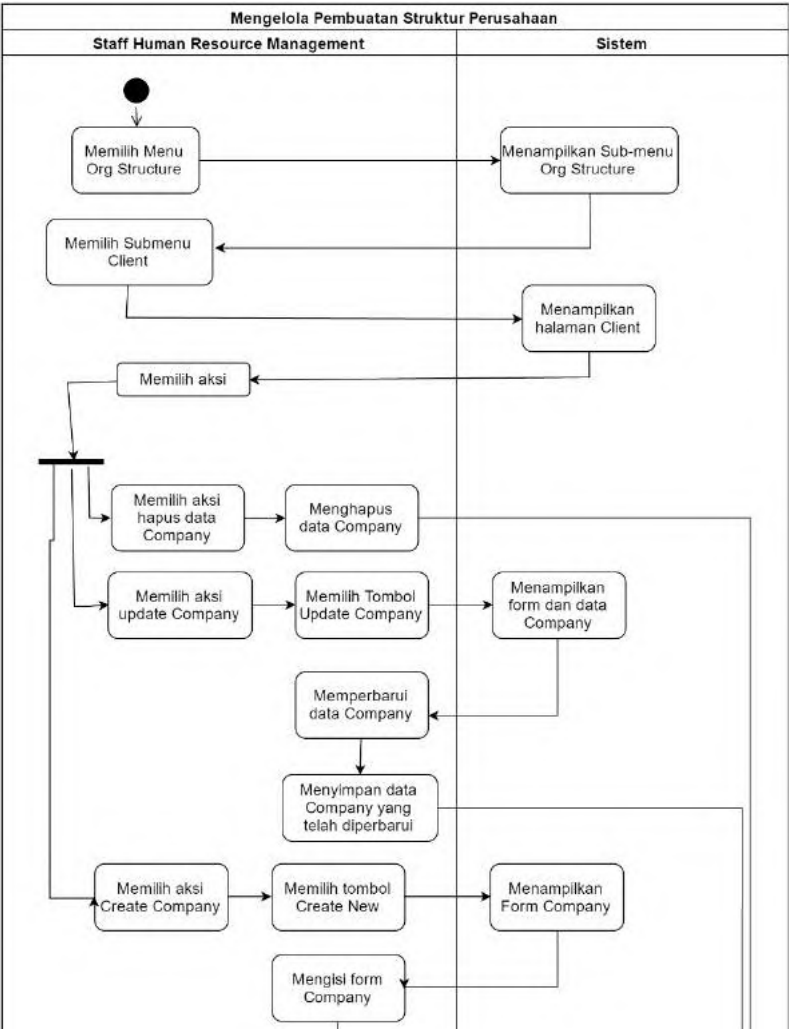 Mengelola Pembuatan Struktur Perusahaan
Staff Human Resource Management
Sistem
Memilih Menu
Org Structure
Menampilkan Sub-menu
Org Structure
Memilih Submenu
Client
Menampilkan
halaman Client
Memilih aksi
Memilih aksi
hapus data
Company
Menghapus
data Company
Memilih aksi
update Company
Memilih Tombol
Update Company
Menampilkan
form dan data
Company
Memperbarui
data Company
Menyimpan data
Company yang
telah diperbarui
Memilih aksi
Create Company
Memilih tombol
Create New
Menampilkan
Form Company
Mengisi form
Company